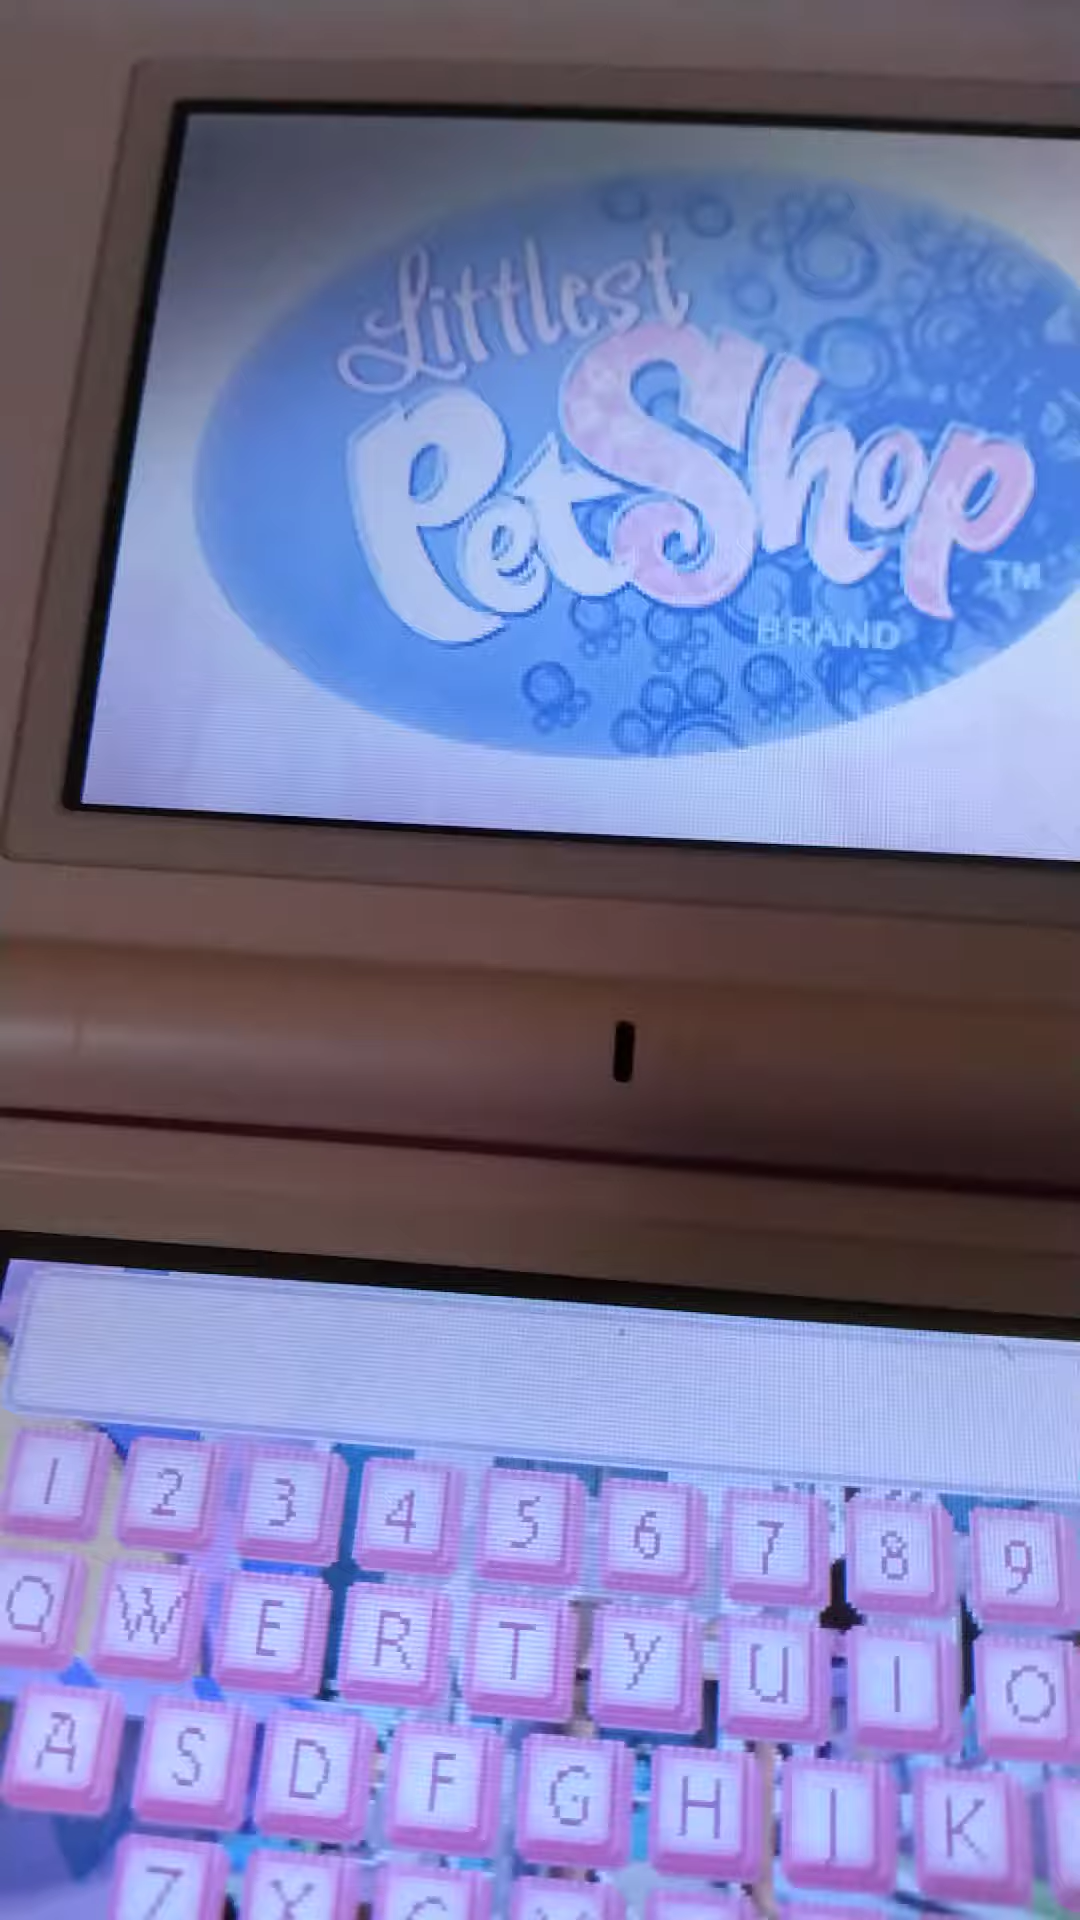 Littlest
PetShop
TM
BRAND
1 2 3 4 5 6 7 8 9
Q W E R T Y U I O
A S D F G H J K
Z X C